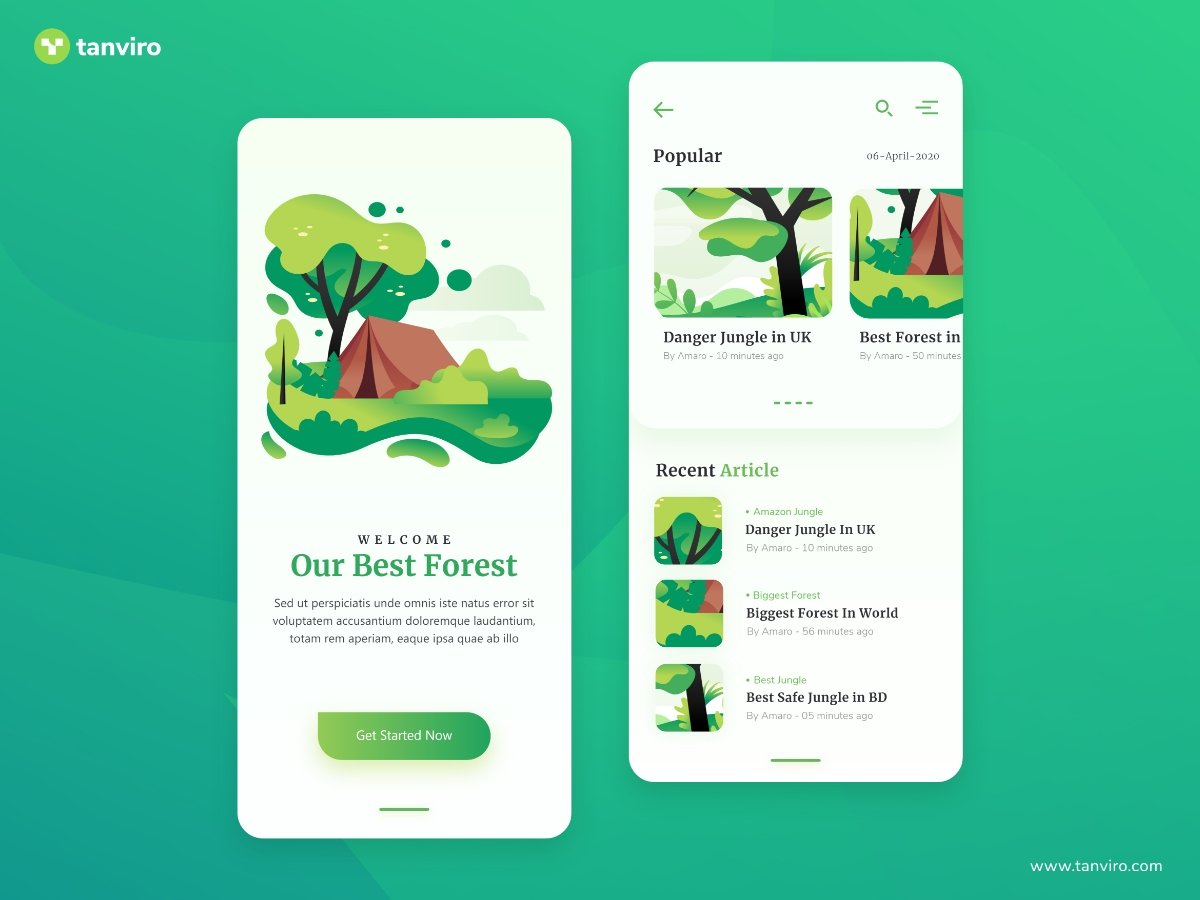 tanviro
WELCOME
Our Best Forest
Sed ut perspiciatis unde omnis iste natus error sit
voluptatem accusantium doloremque laudantium,
totam rem aperiam, eaque ipsa quae ab illo
Get Started Now
Popular
06-April-2020
Danger Jungle in UK
By Amaro - 10 minutes ago
Best Forest in
By Amaro - 50 minutes
Recent Article
• Amazon Jungle
Danger Jungle In UK
By Amaro - 10 minutes ago
• Biggest Forest
Biggest Forest In World
By Amaro - 56 minutes ago
• Best Jungle
Best Safe Jungle in BD
By Amaro - 05 minutes ago
www.tanviro.com